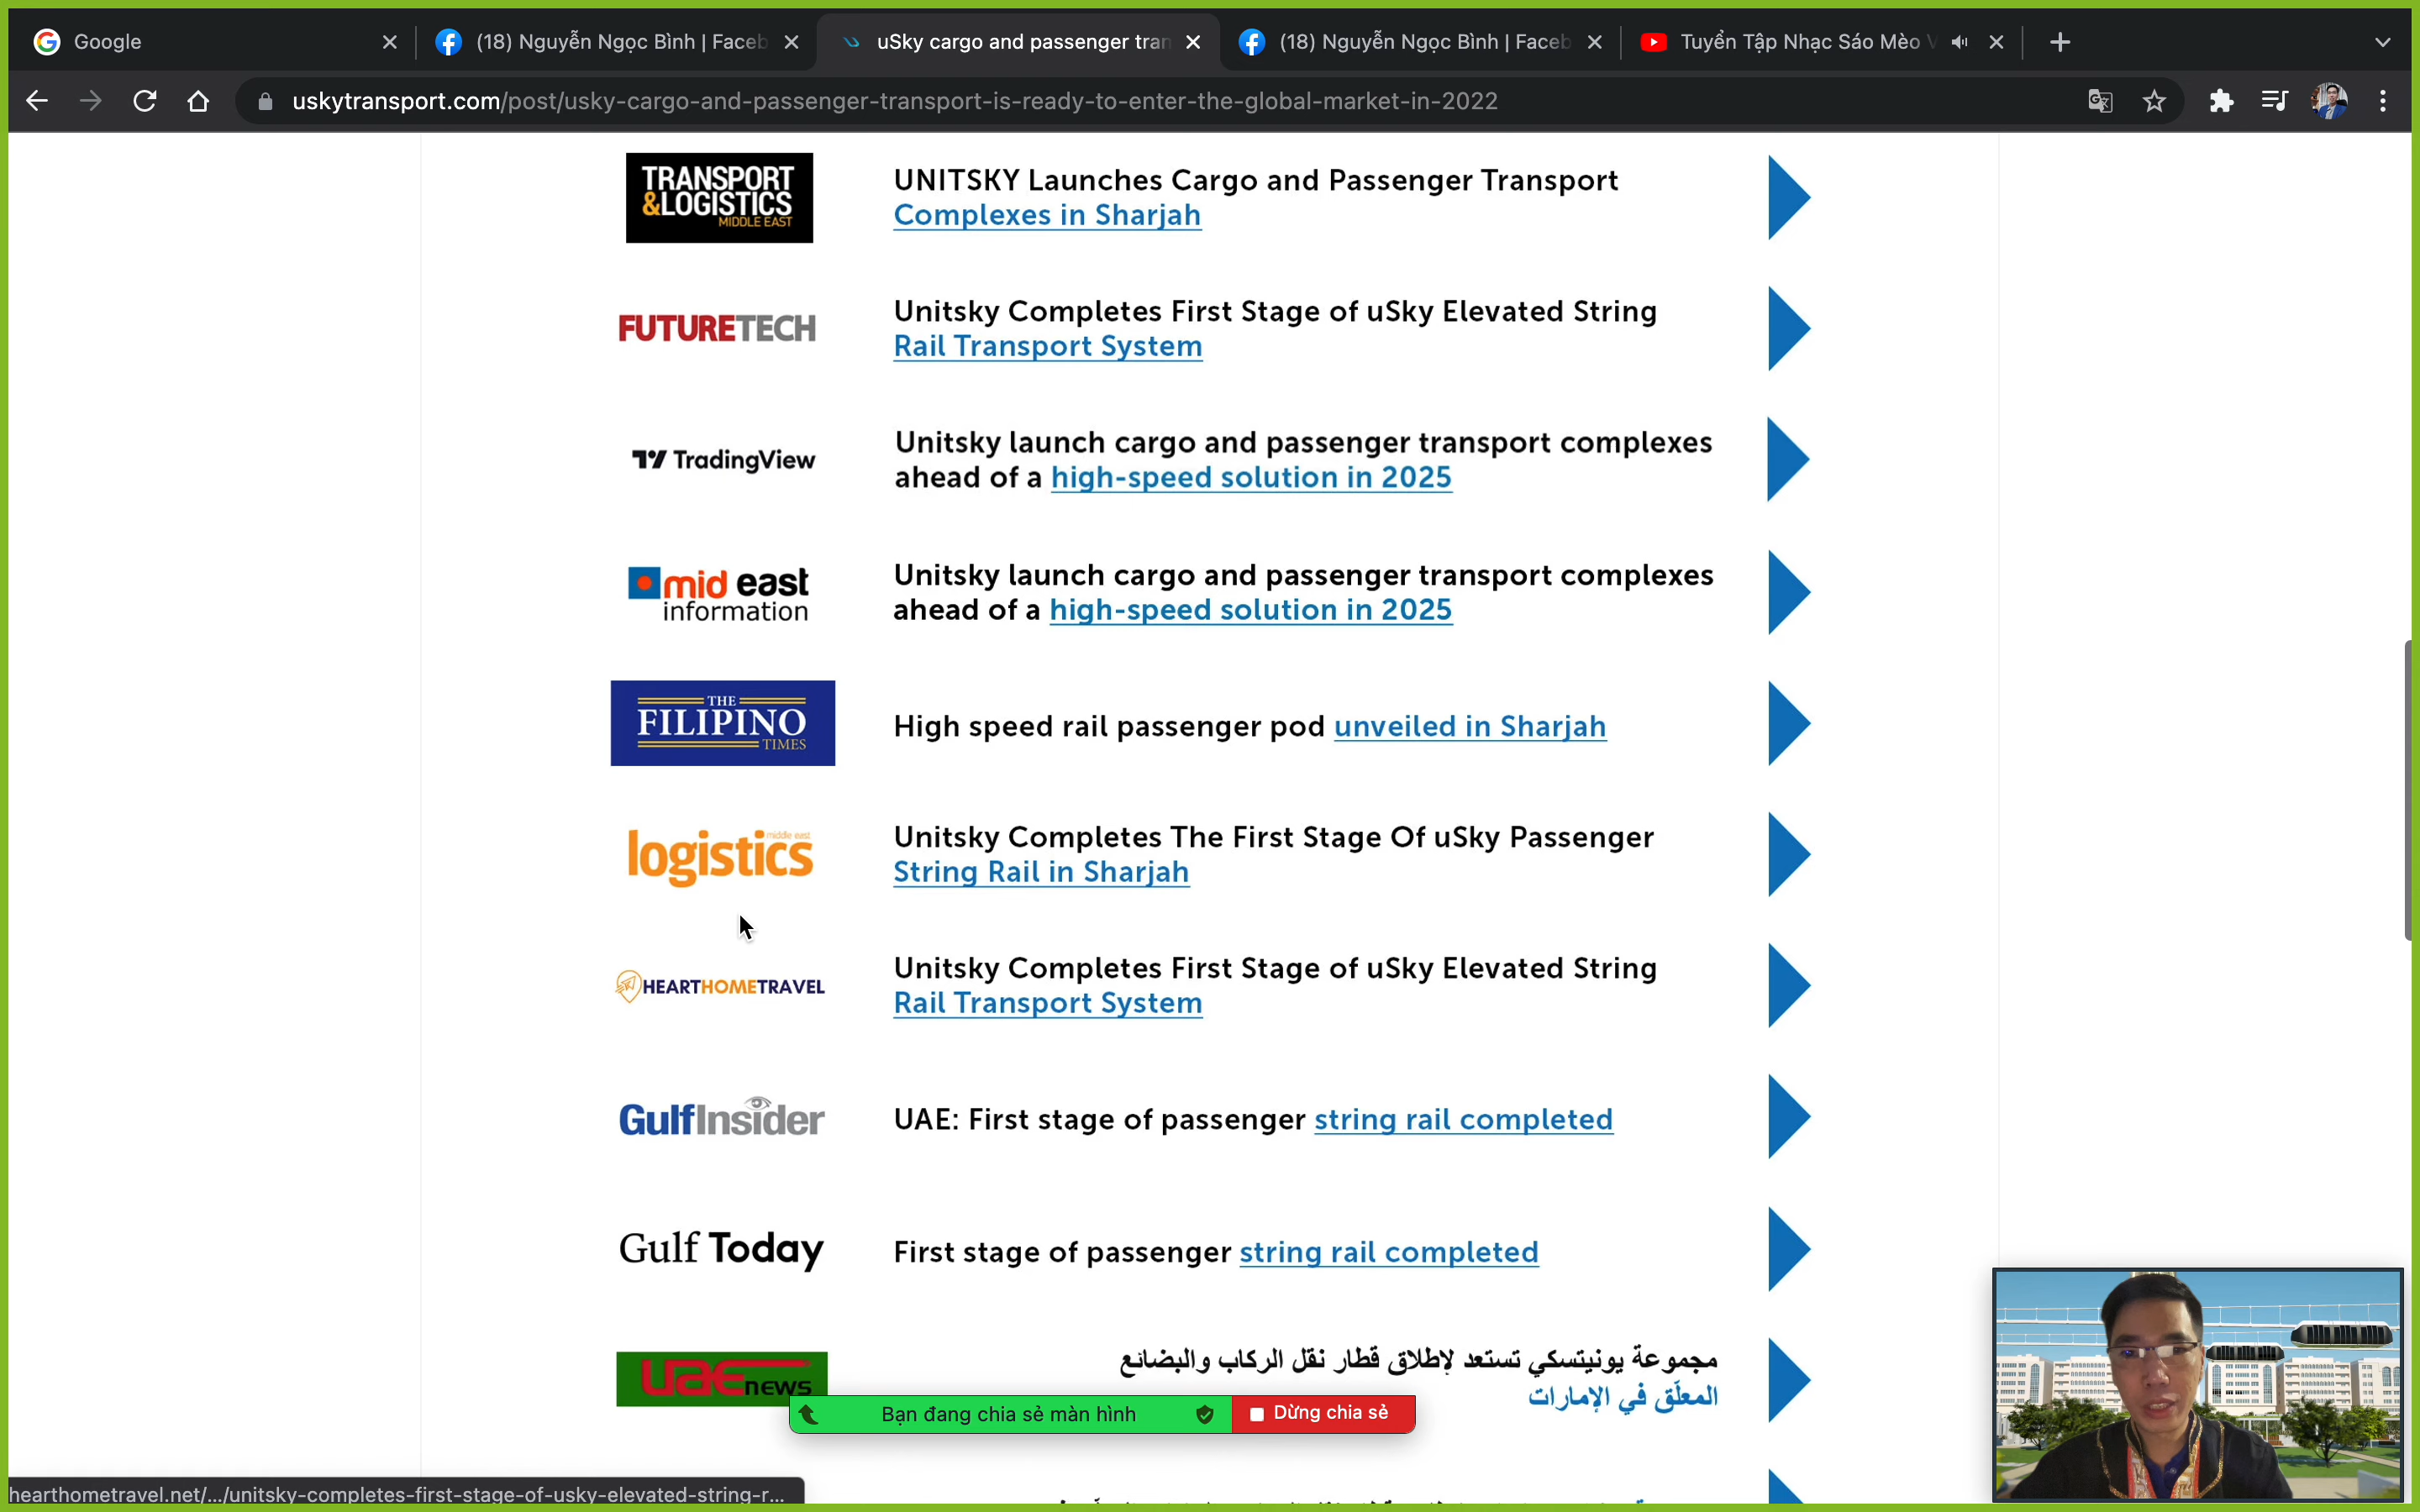 Google
(18) Nguyễn Ngọc Bình | Faceb
uSky cargo and passenger tran
(18) Nguyễn Ngọc Bình | Faceb
Tuyển Tập Nhạc Sáo Mèo V
uskytransport.com/post/usky-cargo-and-passenger-transport-is-ready-to-enter-the-global-market-in-2022
TRANSPORT
&LOGISTICS
MIDDLE EAST
UNITSKY Launches Cargo and Passenger Transport
Complexes in Sharjah
FUTURETECH
Unitsky Completes First Stage of uSky Elevated String
Rail Transport System
TradingView
Unitsky launch cargo and passenger transport complexes
ahead of a high-speed solution in 2025
mid east
information
Unitsky launch cargo and passenger transport complexes
ahead of a high-speed solution in 2025
THE
FILIPINO
TIMES
High speed rail passenger pod unveiled in Sharjah
middle east
logistics
Unitsky Completes The First Stage Of uSky Passenger
String Rail in Sharjah
HEARTHOMETRAVEL
Unitsky Completes First Stage of uSky Elevated String
Rail Transport System
GulfInsider
UAE: First stage of passenger string rail completed
Gulf Today
First stage of passenger string rail completed
uae news
مجموعة يونيتسكي تستعد لإطلاق قطار نقل الركاب والبضائع
المعلّق في الإمارات
Bạn đang chia sẻ màn hình
Dừng chia sẻ
hearthometravel.net/.../unitsky-completes-first-stage-of-usky-elevated-string-r...